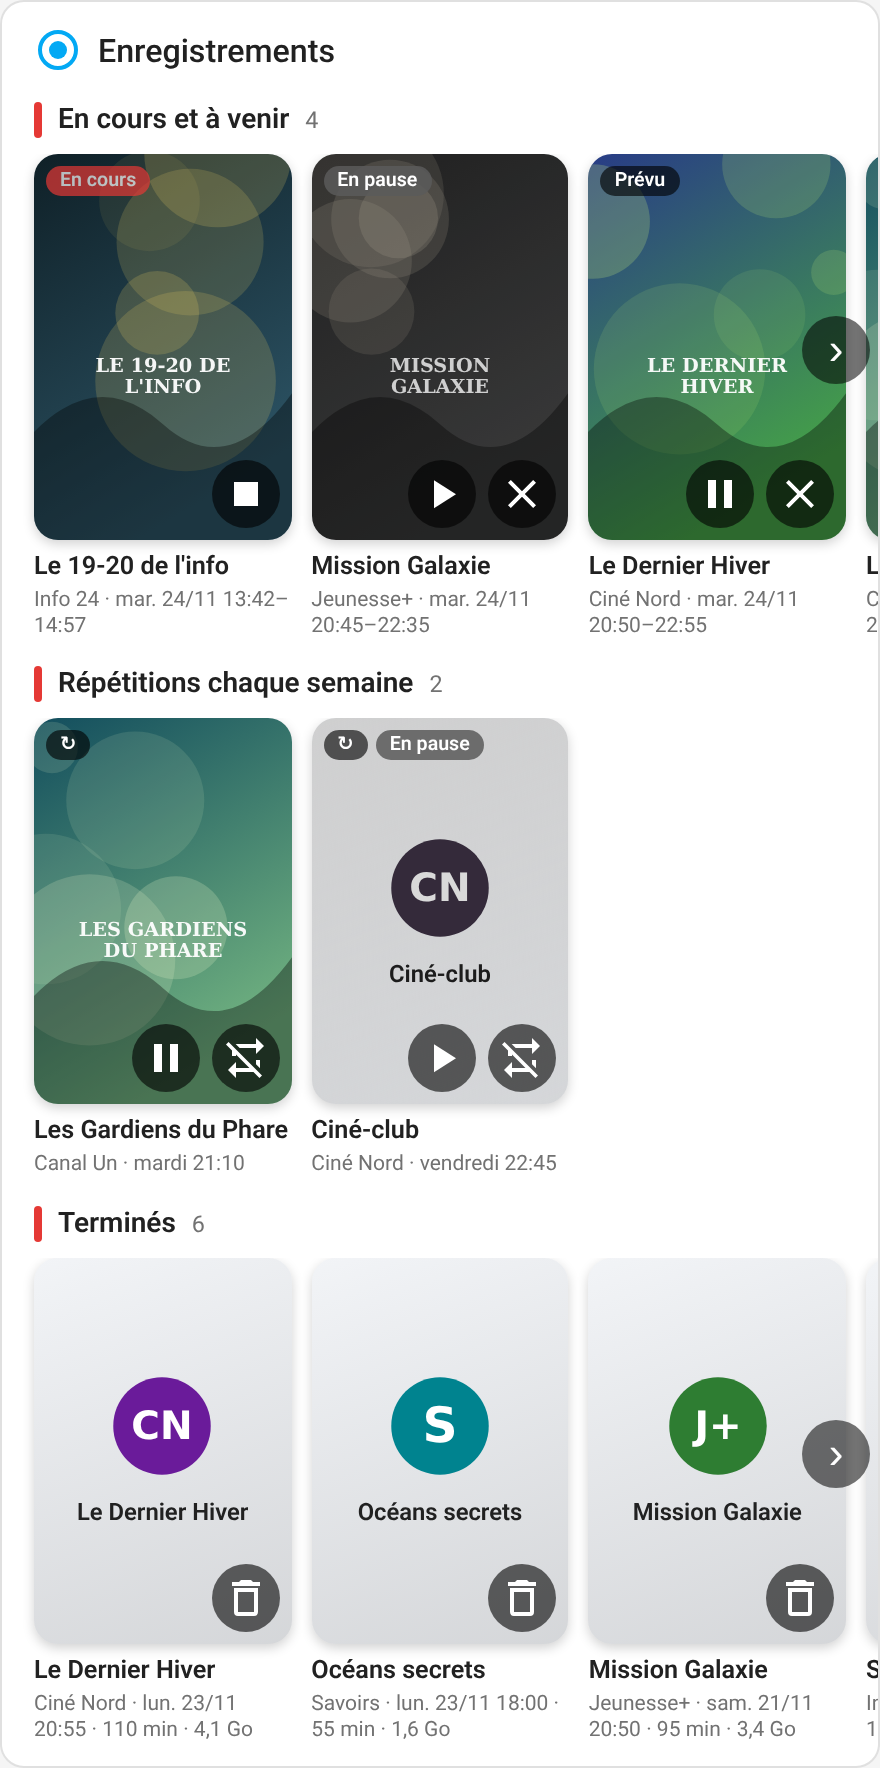 Enregistrements
En cours et à venir 4
En cours
En pause
Prévu
LE 19-20 DE
L'INFO
MISSION
GALAXIE
LE DERNIER
HIVER
›
Le 19-20 de l'info
Info 24 · mar. 24/11 13:42–
14:57
Mission Galaxie
Jeunesse+ · mar. 24/11
20:45–22:35
Le Dernier Hiver
Ciné Nord · mar. 24/11
20:50–22:55
L
C
2
Répétitions chaque semaine 2
↻
↻ En pause
LES GARDIENS
DU PHARE
CN
Ciné-club
Les Gardiens du Phare
Canal Un · mardi 21:10
Ciné-club
Ciné Nord · vendredi 22:45
Terminés 6
CN
Le Dernier Hiver
S
Océans secrets
J+
Mission Galaxie
›
Le Dernier Hiver
Ciné Nord · lun. 23/11
20:55 · 110 min · 4,1 Go
Océans secrets
Savoirs · lun. 23/11 18:00 ·
55 min · 1,6 Go
Mission Galaxie
Jeunesse+ · sam. 21/11
20:50 · 95 min · 3,4 Go
S
In
1